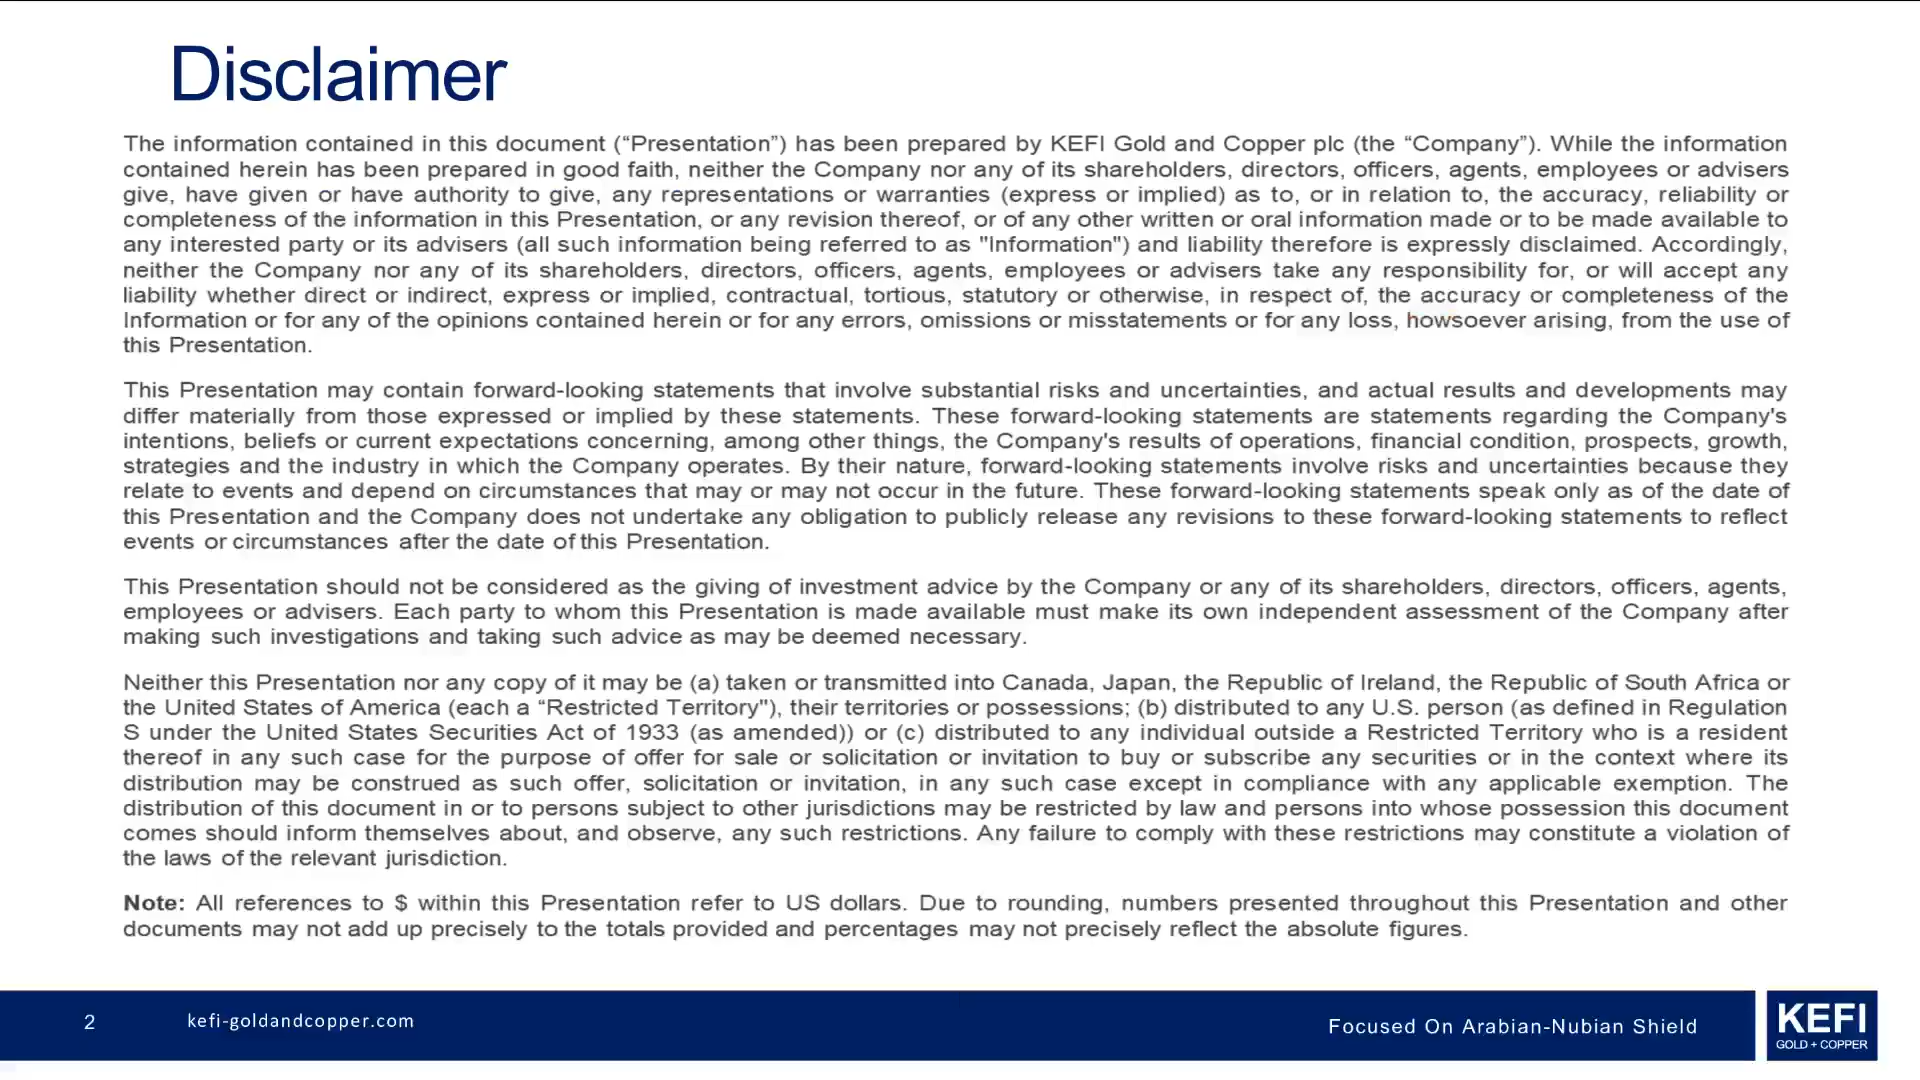 Disclaimer
The information contained in this document (“Presentation”) has been prepared by KEFI Gold and Copper plc (the “Company”). While the information
contained herein has been prepared in good faith, neither the Company nor any of its shareholders, directors, officers, agents, employees or advisers
give, have given or have authority to give, any representations or warranties (express or implied) as to, or in relation to, the accuracy, reliability or
completeness of the information in this Presentation, or any revision thereof, or of any other written or oral information made or to be made available to
any interested party or its advisers (all such information being referred to as "Information") and liability therefore is expressly disclaimed. Accordingly,
neither the Company nor any of its shareholders, directors, officers, agents, employees or advisers take any responsibility for, or will accept any
liability whether direct or indirect, express or implied, contractual, tortious, statutory or otherwise, in respect of, the accuracy or completeness of the
Information or for any of the opinions contained herein or for any errors, omissions or misstatements or for any loss, howsoever arising, from the use of
this Presentation.
This Presentation may contain forward-looking statements that involve substantial risks and uncertainties, and actual results and developments may
differ materially from those expressed or implied by these statements. These forward-looking statements are statements regarding the Company's
intentions, beliefs or current expectations concerning, among other things, the Company's results of operations, financial condition, prospects, growth,
strategies and the industry in which the Company operates. By their nature, forward-looking statements involve risks and uncertainties because they
relate to events and depend on circumstances that may or may not occur in the future. These forward-looking statements speak only as of the date of
this Presentation and the Company does not undertake any obligation to publicly release any revisions to these forward-looking statements to reflect
events or circumstances after the date of this Presentation.
This Presentation should not be considered as the giving of investment advice by the Company or any of its shareholders, directors, officers, agents,
employees or advisers. Each party to whom this Presentation is made available must make its own independent assessment of the Company after
making such investigations and taking such advice as may be deemed necessary.
Neither this Presentation nor any copy of it may be (a) taken or transmitted into Canada, Japan, the Republic of Ireland, the Republic of South Africa or
the United States of America (each a “Restricted Territory"), their territories or possessions; (b) distributed to any U.S. person (as defined in Regulation
S under the United States Securities Act of 1933 (as amended)) or (c) distributed to any individual outside a Restricted Territory who is a resident
thereof in any such case for the purpose of offer for sale or solicitation or invitation to buy or subscribe any securities or in the context where its
distribution may be construed as such offer, solicitation or invitation, in any such case except in compliance with any applicable exemption. The
distribution of this document in or to persons subject to other jurisdictions may be restricted by law and persons into whose possession this document
comes should inform themselves about, and observe, any such restrictions. Any failure to comply with these restrictions may constitute a violation of
the laws of the relevant jurisdiction.
Note: All references to $ within this Presentation refer to US dollars. Due to rounding, numbers presented throughout this Presentation and other
documents may not add up precisely to the totals provided and percentages may not precisely reflect the absolute figures.
2
kefi-goldandcopper.com
Focused On Arabian-Nubian Shield
KEFI
GOLD + COPPER